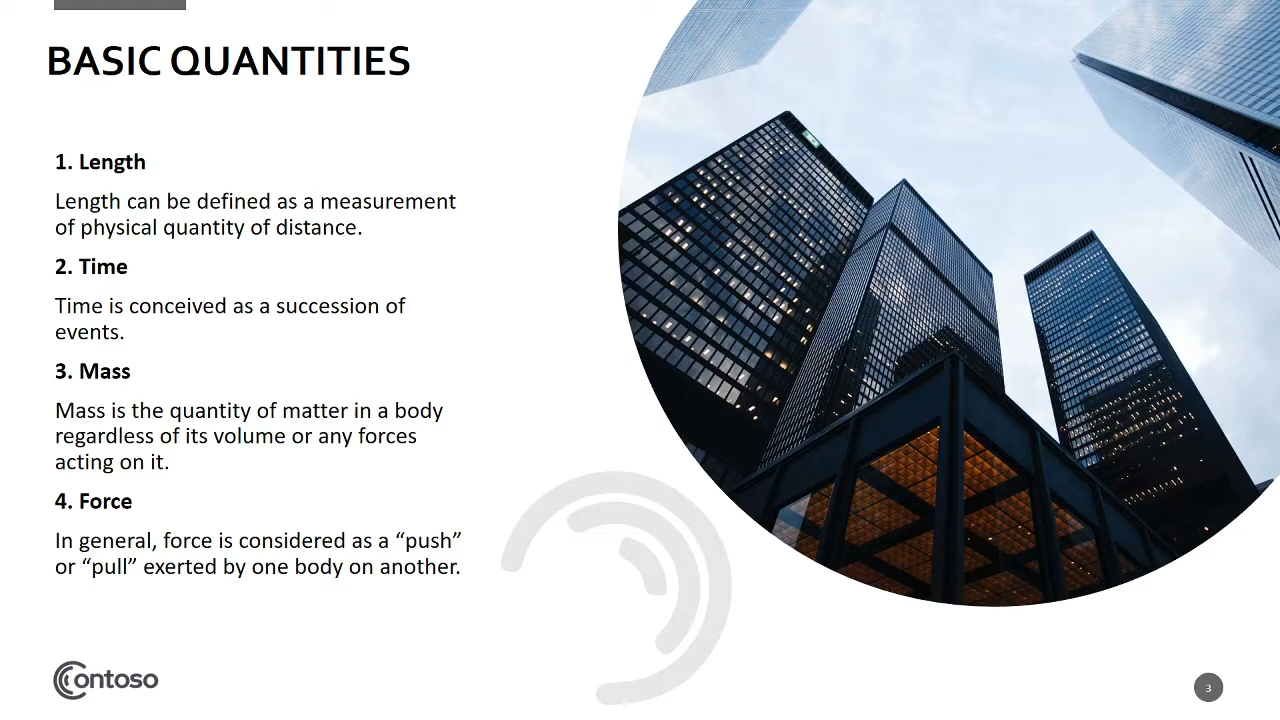 BASIC QUANTITIES
1. Length
Length can be defined as a measurement
of physical quantity of distance.
2. Time
Time is conceived as a succession of
events.
3. Mass
Mass is the quantity of matter in a body
regardless of its volume or any forces
acting on it.
4. Force
In general, force is considered as a “push”
or “pull” exerted by one body on another.
Contoso
3